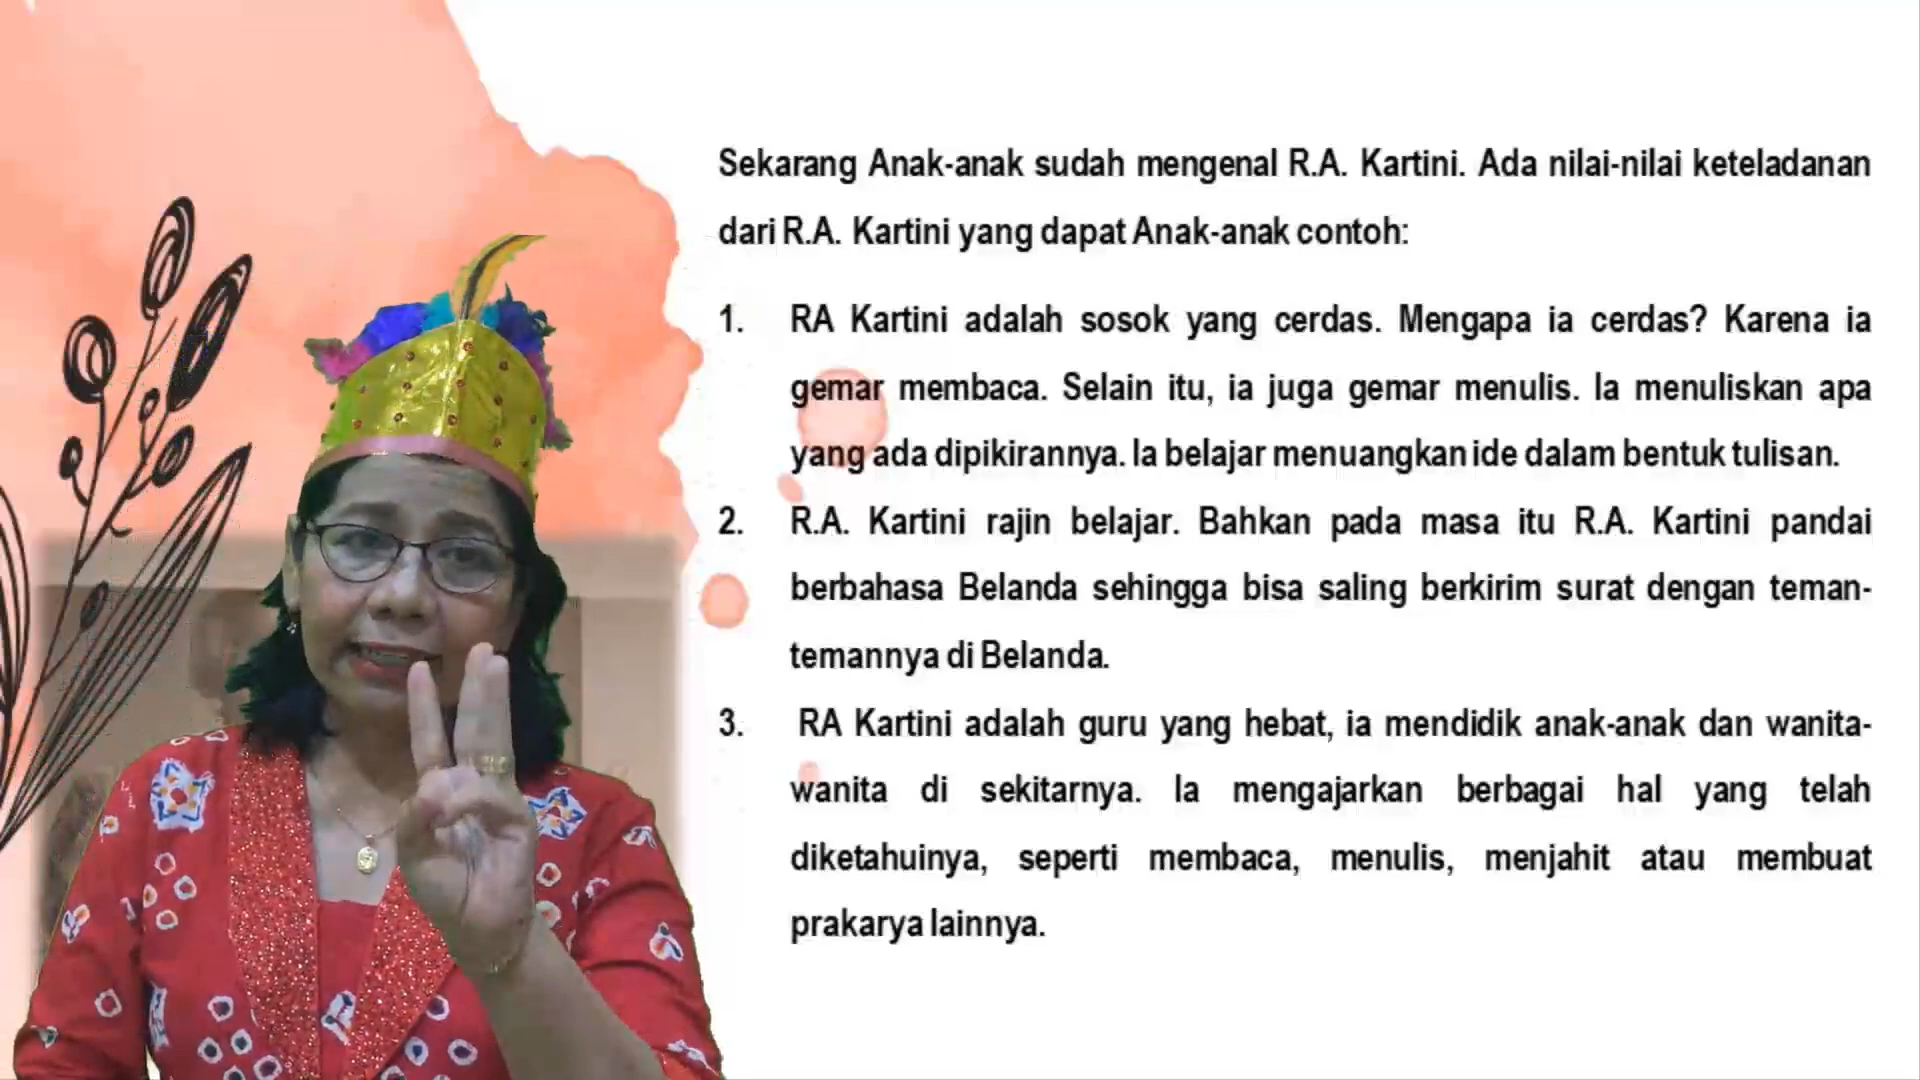 Sekarang Anak-anak sudah mengenal R.A. Kartini. Ada nilai-nilai keteladanan
dari R.A. Kartini yang dapat Anak-anak contoh:
1. RA Kartini adalah sosok yang cerdas. Mengapa ia cerdas? Karena ia
gemar membaca. Selain itu, ia juga gemar menulis. Ia menuliskan apa
yang ada dipikirannya. Ia belajar menuangkan ide dalam bentuk tulisan.
2. R.A. Kartini rajin belajar. Bahkan pada masa itu R.A. Kartini pandai
berbahasa Belanda sehingga bisa saling berkirim surat dengan teman-
temannya di Belanda.
3. RA Kartini adalah guru yang hebat, ia mendidik anak-anak dan wanita-
wanita di sekitarnya. Ia mengajarkan berbagai hal yang telah
diketahuinya, seperti membaca, menulis, menjahit atau membuat
prakarya lainnya.